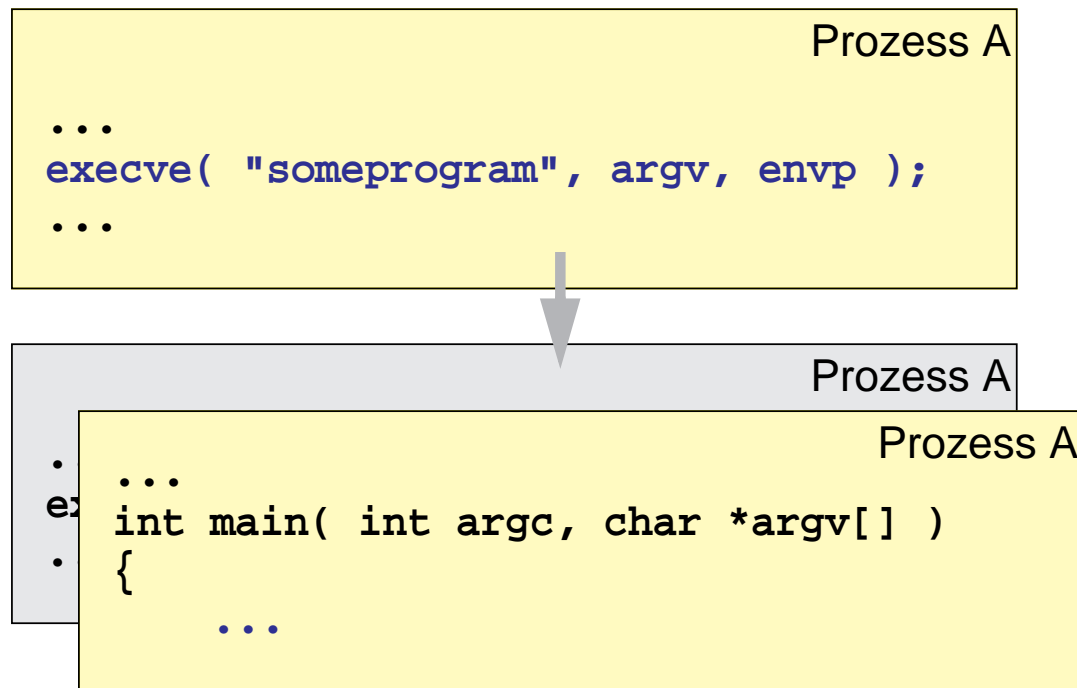 Prozess A
...
execve( "someprogram", argv, envp );
...
Prozess A
Prozess A
...
int main( int argc, char *argv[] )
{
...